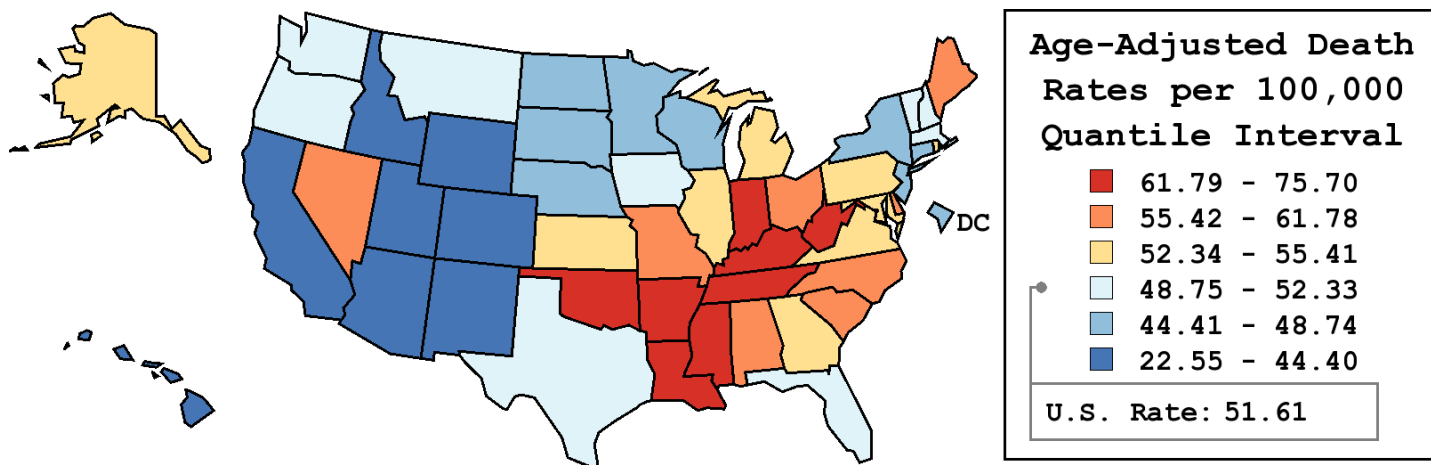 Age-Adjusted Death
Rates per 100,000
Quantile Interval
61.79 - 75.70
55.42 - 61.78
52.34 - 55.41
48.75 - 52.33
44.41 - 48.74
22.55 - 44.40
U.S. Rate: 51.61
DC